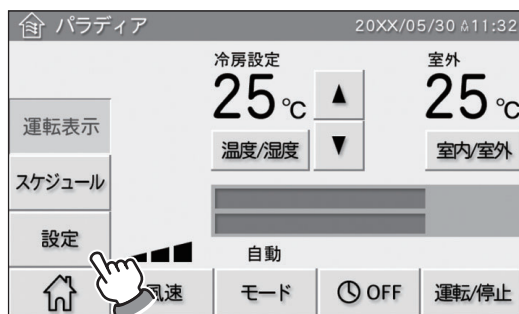 パラディア 20XX/05/30 11:32
冷房設定 室外
25℃ ▲ 25℃
運転表示
温度/湿度 ▼ 室内/室外
スケジュール
設定
自動
風速 モード OFF 運転/停止